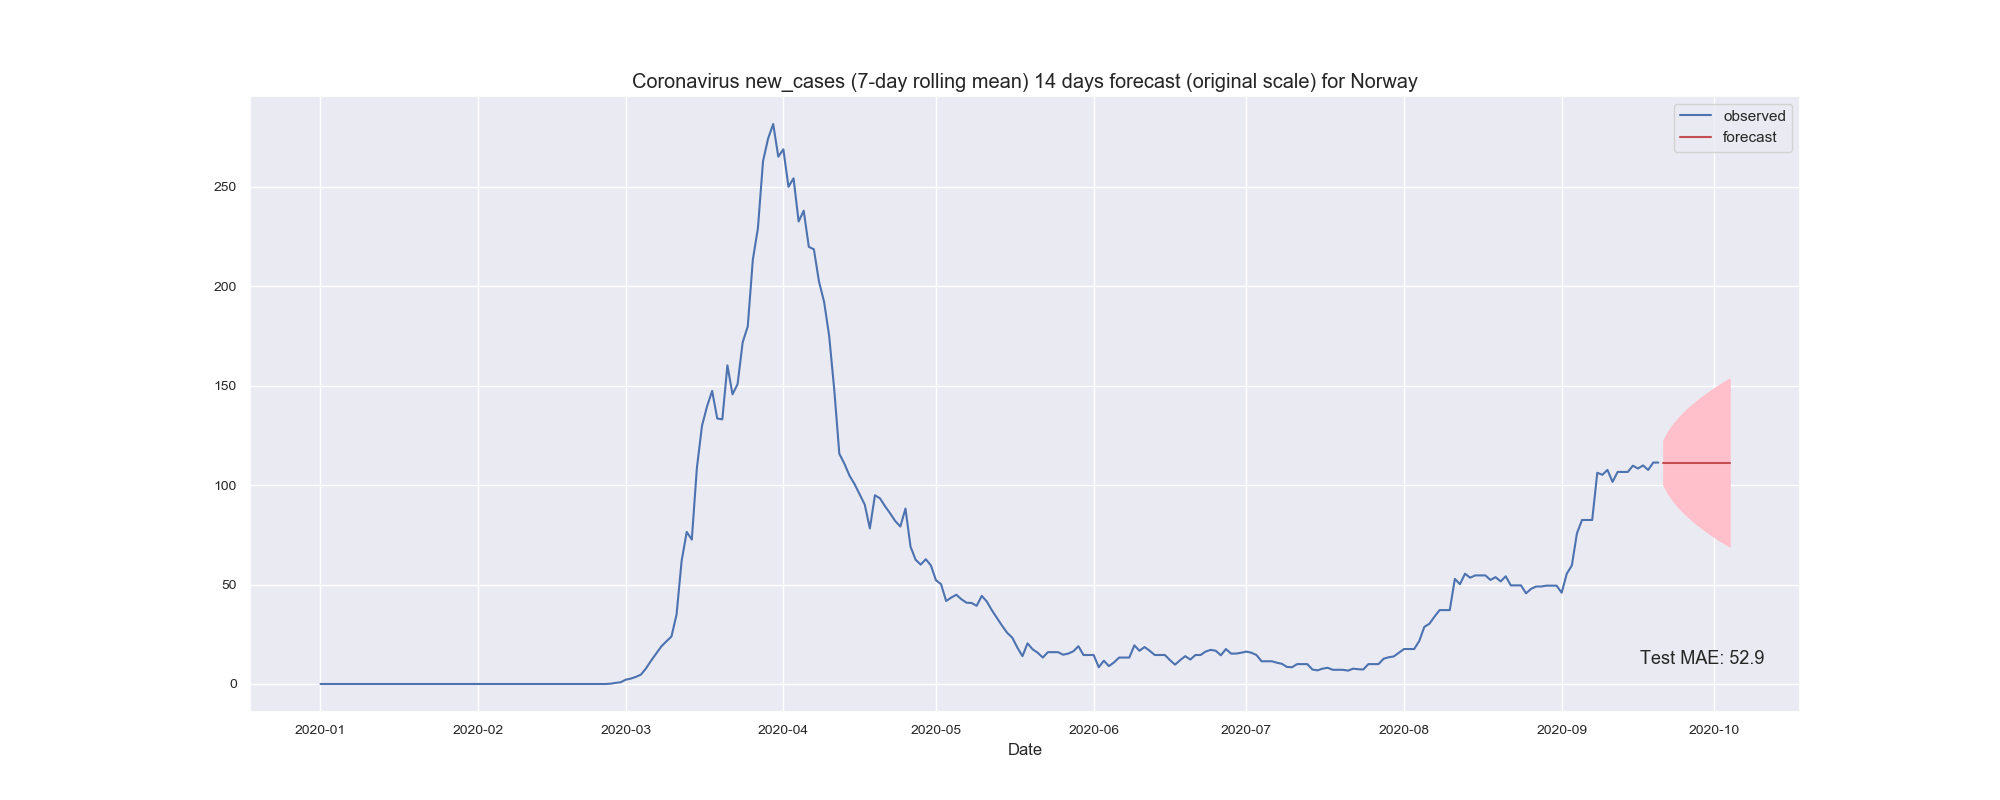 Coronavirus new_cases (7-day rolling mean) 14 days forecast (original scale) for Norway
observed
forecast
250
200
150
100
50
0
Test MAE: 52.9
2020-01 2020-02 2020-03 2020-04 2020-05 2020-06 2020-07 2020-08 2020-09 2020-10
Date